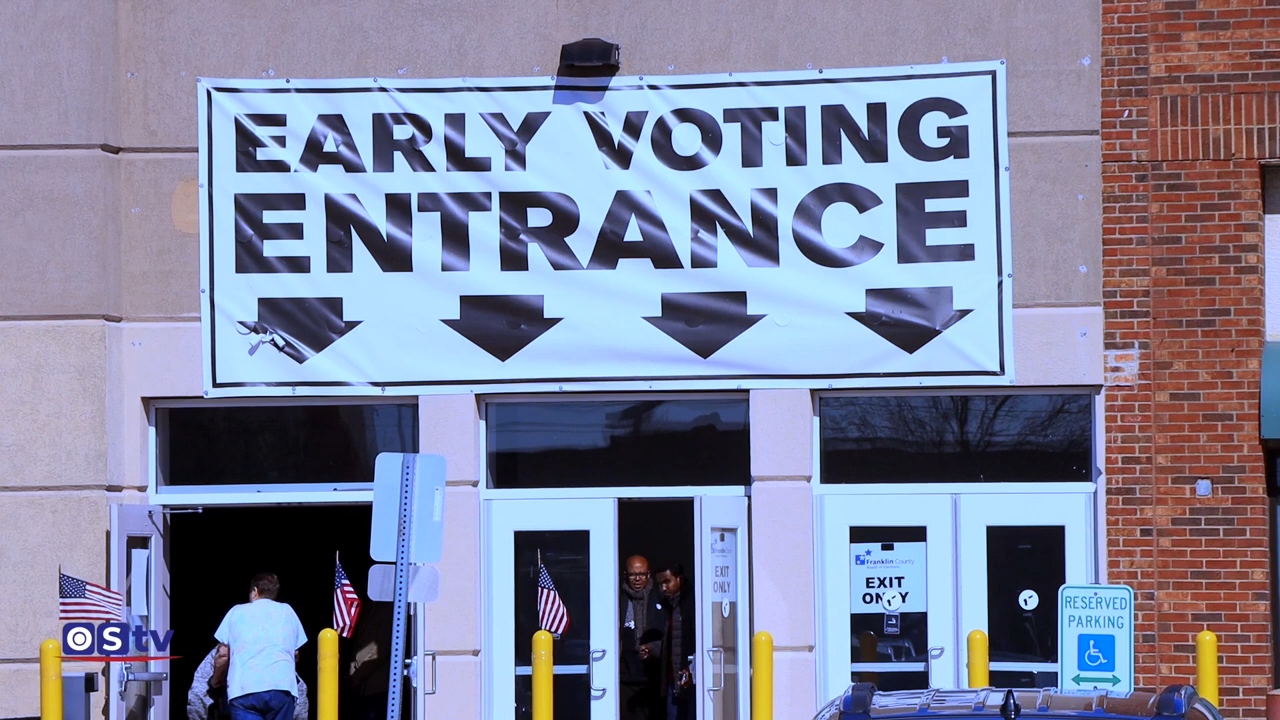 EARLY VOTING
ENTRANCE
Franklin County
EXIT
ONLY
EXIT
ONLY
RESERVED
PARKING
OStv